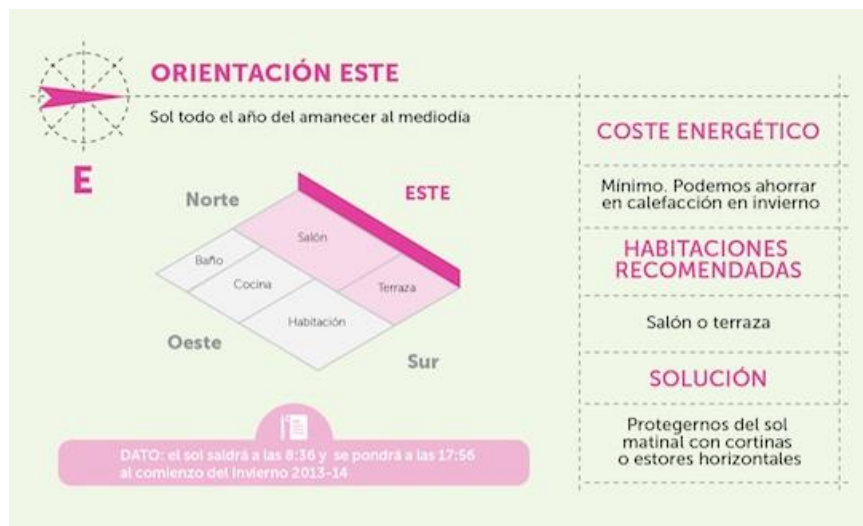 ORIENTACIÓN ESTE
Sol todo el año del amanecer al mediodía
E
Norte
ESTE
Salón
Baño
Cocina
Terraza
Habitación
Oeste
Sur
DATO: el sol saldrá a las 8:36 y se pondrá a las 17:56
al comienzo del Invierno 2013-14
COSTE ENERGÉTICO
Mínimo. Podemos ahorrar
en calefacción en invierno
HABITACIONES
RECOMENDADAS
Salón o terraza
SOLUCIÓN
Protegernos del sol
matinal con cortinas
o estores horizontales